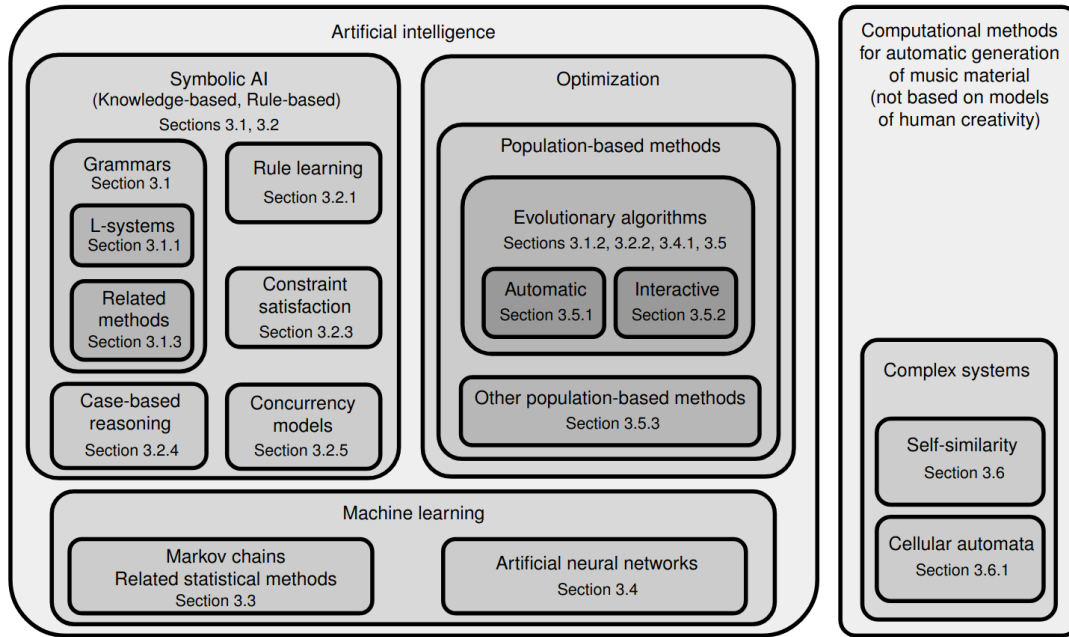 Artificial intelligence
Symbolic AI
(Knowledge-based, Rule-based)
Sections 3.1, 3.2
Grammars
Section 3.1
L-systems
Section 3.1.1
Related
methods
Section 3.1.3
Rule learning
Section 3.2.1
Constraint
satisfaction
Section 3.2.3
Case-based
reasoning
Section 3.2.4
Concurrency
models
Section 3.2.5
Optimization
Population-based methods
Evolutionary algorithms
Sections 3.1.2, 3.2.2, 3.4.1, 3.5
Automatic
Section 3.5.1
Interactive
Section 3.5.2
Other population-based methods
Section 3.5.3
Machine learning
Markov chains
Related statistical methods
Section 3.3
Artificial neural networks
Section 3.4
Computational methods
for automatic generation
of music material
(not based on models
of human creativity)
Complex systems
Self-similarity
Section 3.6
Cellular automata
Section 3.6.1